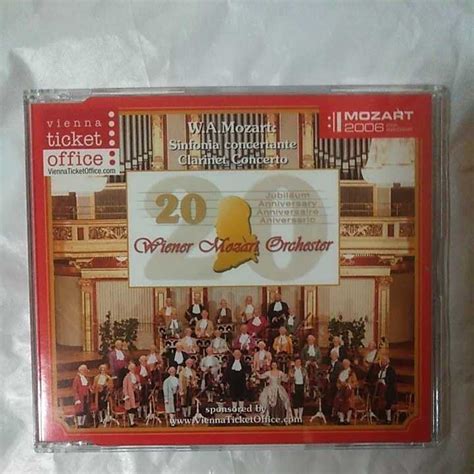 vienna
ticket
office
ViennaTicketOffice.com
W.A.Mozart:
Sinfonia concertante
Clarinet Concerto
MOZART
2006
20
20
Jubiläum
Anniversary
Anniversaire
Aniversario
Wiener Mozart Orchester
sponsored by
www.ViennaTicketOffice.com